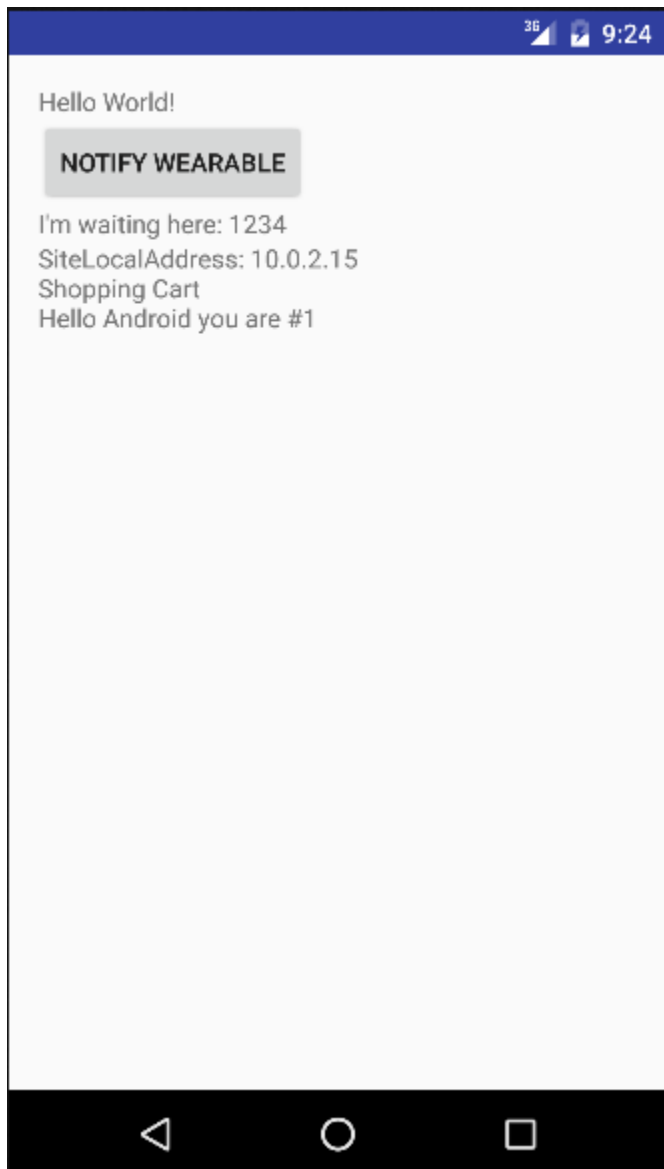 3G 9:24
Hello World!
NOTIFY WEARABLE
I'm waiting here: 1234
SiteLocalAddress: 10.0.2.15
Shopping Cart
Hello Android you are #1